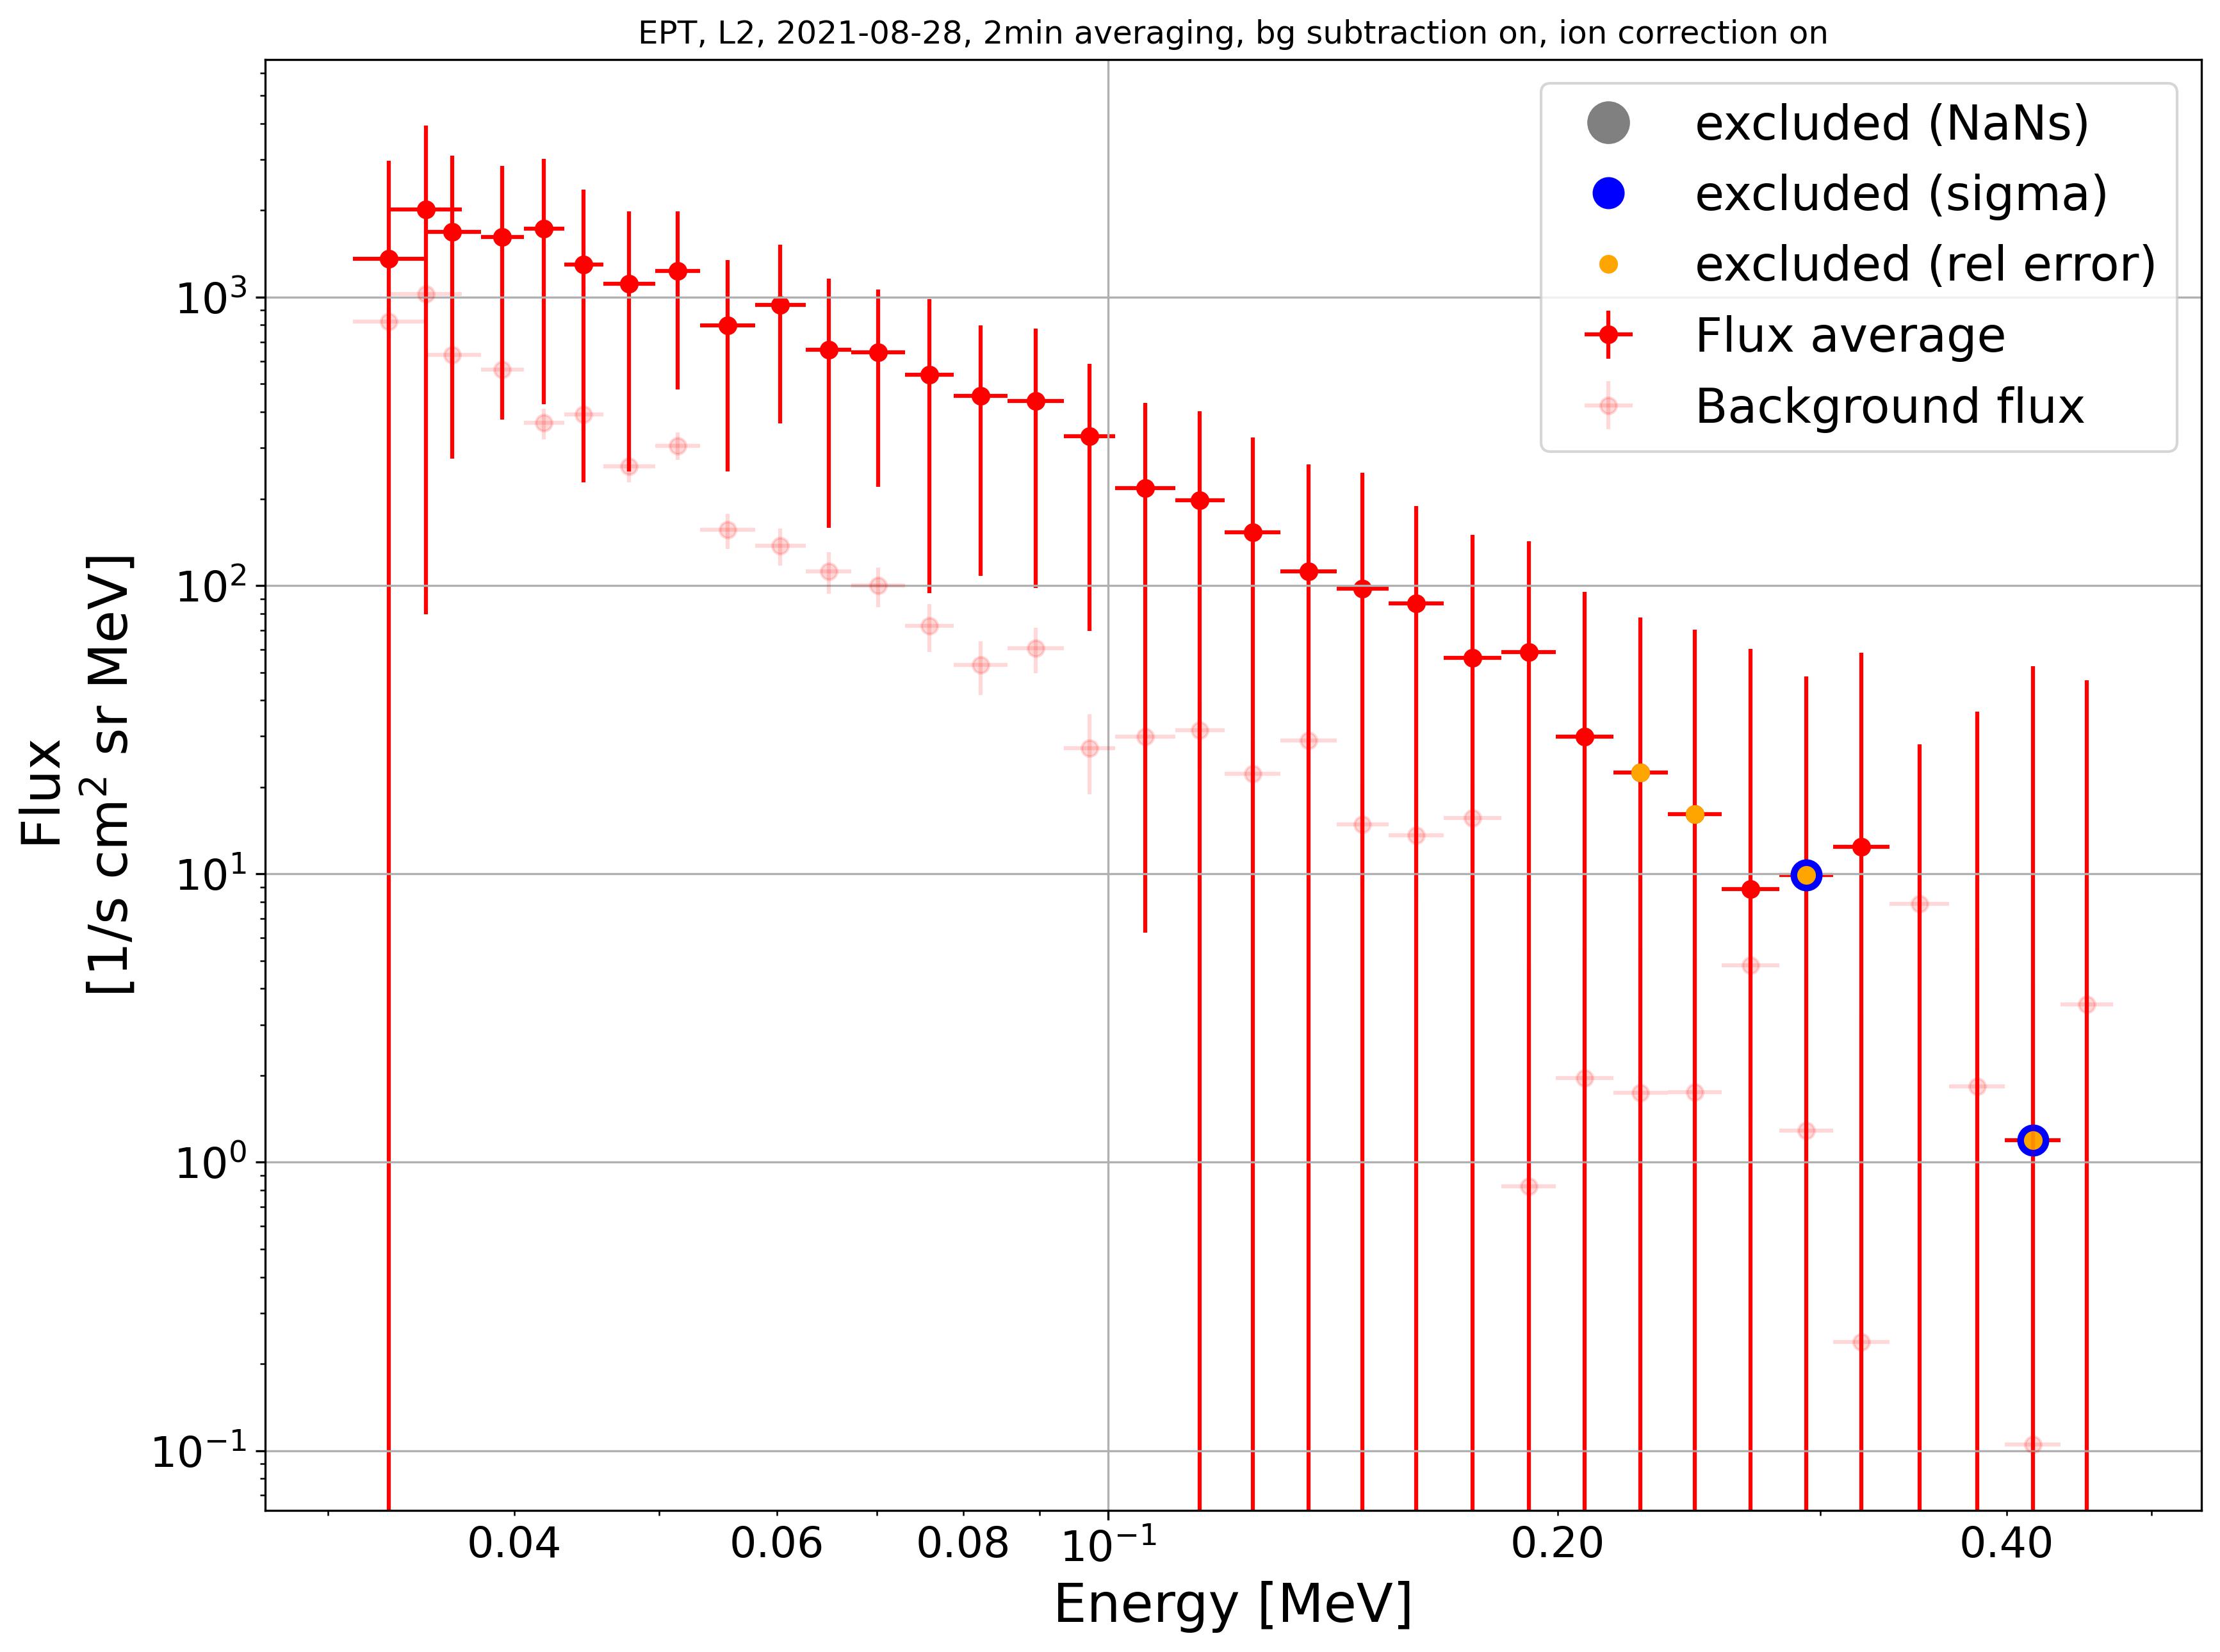 EPT, L2, 2021-08-28, 2min averaging, bg subtraction on, ion correction on
excluded (NaNs)
excluded (sigma)
excluded (rel error)
Flux average
Background flux
Flux
[1/s cm² sr MeV]
10³
10²
10¹
10⁰
10⁻¹
0.04
0.06
0.08
10⁻¹
0.20
0.40
Energy [MeV]